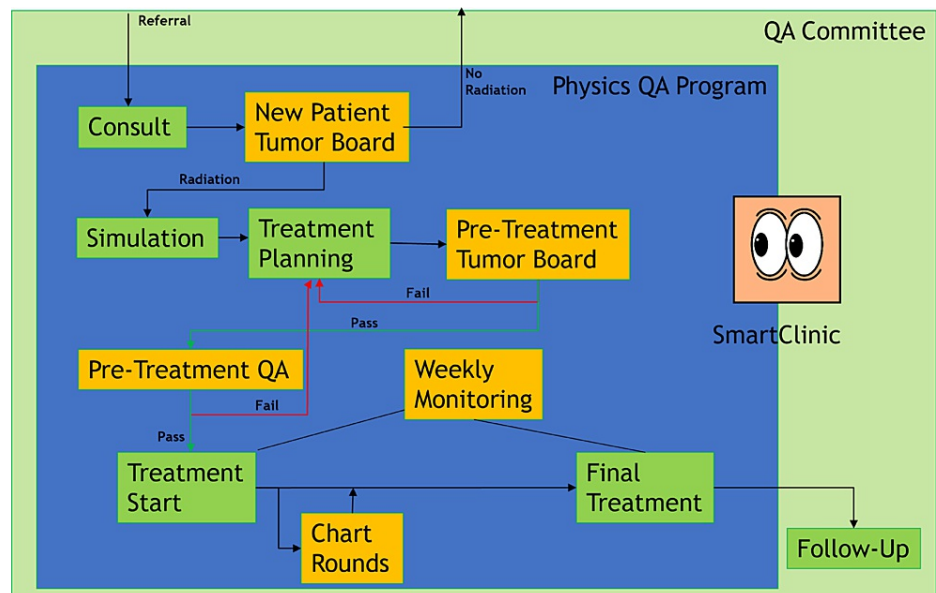 Referral
QA Committee
No
Radiation
Physics QA Program
Consult
New Patient
Tumor Board
Radiation
Simulation
Treatment
Planning
Pre-Treatment
Tumor Board
Fail
Pass
SmartClinic
Pre-Treatment QA
Weekly
Monitoring
Fail
Pass
Treatment
Start
Final
Treatment
Chart
Rounds
Follow-Up